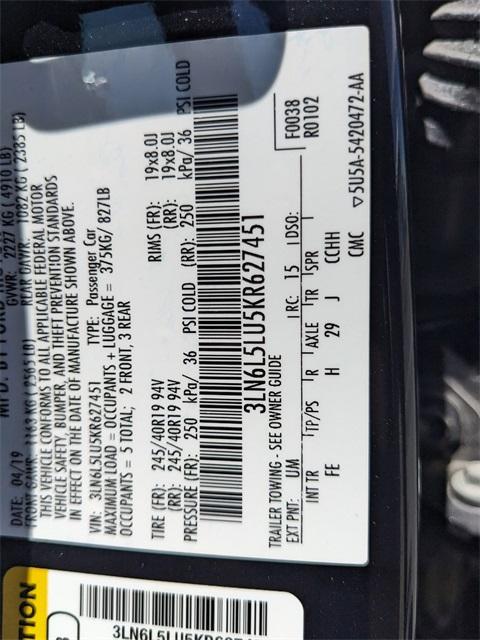 DATE: 04/19 GVWR: 2227 KG ( 4910 LB)
1163 KG ( 2565 LB) REAR GAWR: 1082 KG ( 2385 LB)
THIS VEHICLE CONFORMS TO ALL APPLICABLE FEDERAL MOTOR
VEHICLE SAFETY, BUMPER, AND THEFT PREVENTION STANDARDS
IN EFFECT ON THE DATE OF MANUFACTURE SHOWN ABOVE.
VIN: 3LN6L5LU5KR627451 TYPE: Passenger Car
MAXIMUM LOAD = OCCUPANTS + LUGGAGE = 375KG/ 827LB
OCCUPANTS = 5 TOTAL; 2 FRONT, 3 REAR
TIRE (FR): 245/40R19 94V RIMS (FR): 19x8.0J
(RR): 245/40R19 94V (RR): 19x8.0J
PRESSURE (FR): 250 kPa/ 36 PSI COLD (RR): 250 kPa/ 36 PSI COLD
3LN6L5LU5KR627451
TRAILER TOWING - SEE OWNER GUIDE
F0038
R0102
EXT PNT: UJM RC: 15 DSO:
INT TR TP/PS R AXLE TR SPR
FE H 29 J CCHH
CMC ▽5U5A-5420472-AA
TION